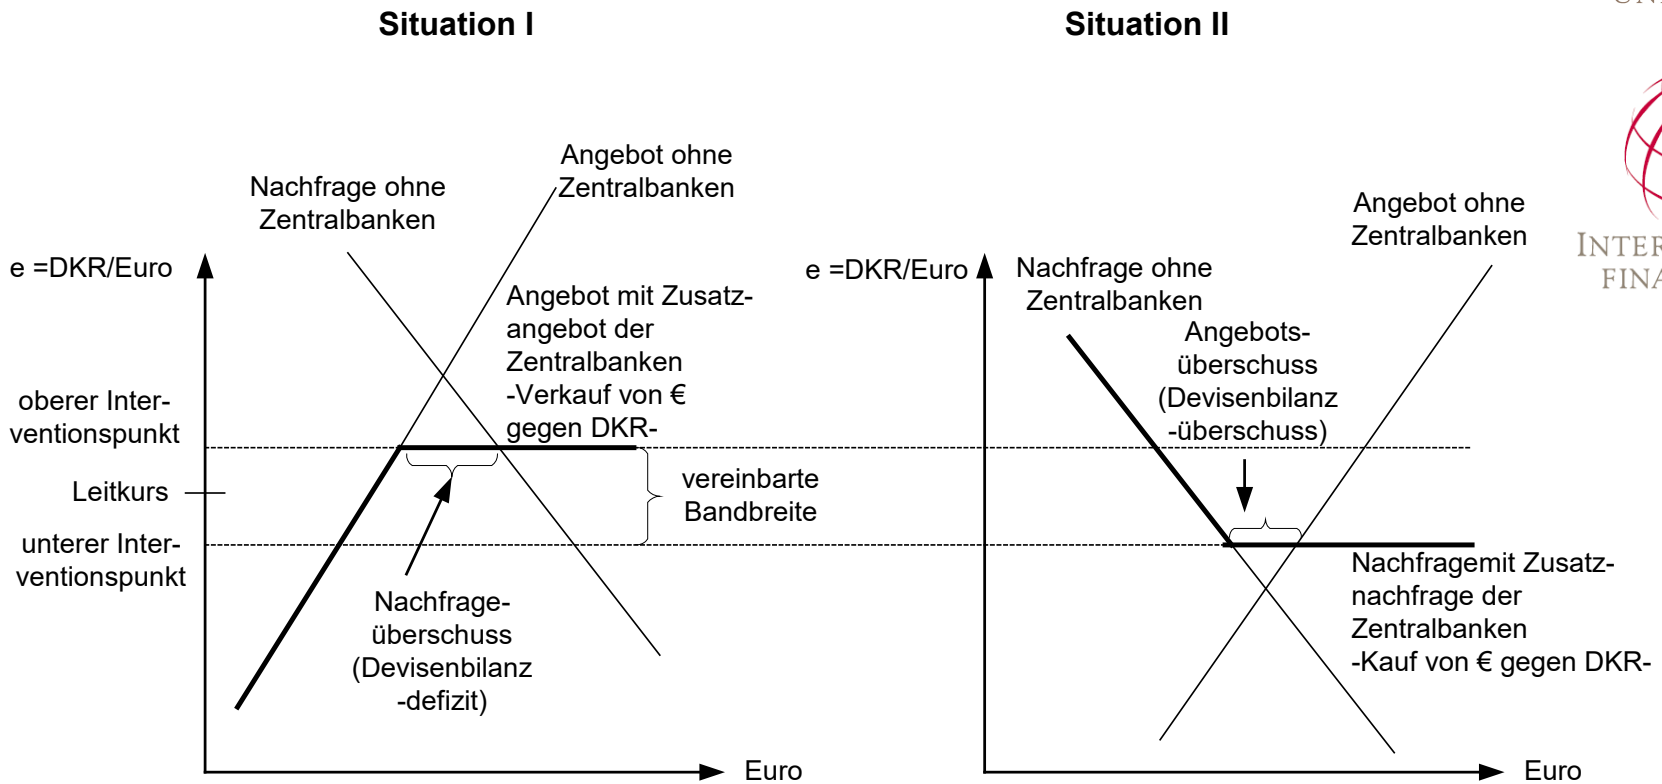 Situation I
Situation II
Angebot ohne
Zentralbanken
Nachfrage ohne
Zentralbanken
e =DKR/Euro
Angebot mit Zusatz-
angebot der
Zentralbanken
-Verkauf von €
gegen DKR-
oberer Inter-
ventionspunkt
Leitkurs
unterer Inter-
ventionspunkt
vereinbarte
Bandbreite
Nachfrage-
überschuss
(Devisenbilanz
-defizit)
Euro
e =DKR/Euro
Nachfrage ohne
Zentralbanken
Angebots-
überschuss
(Devisenbilanz
-überschuss)
Angebot ohne
Zentralbanken
Nachfragemit Zusatz-
nachfrage der
Zentralbanken
-Kauf von € gegen DKR-
Euro
INTER
FINA